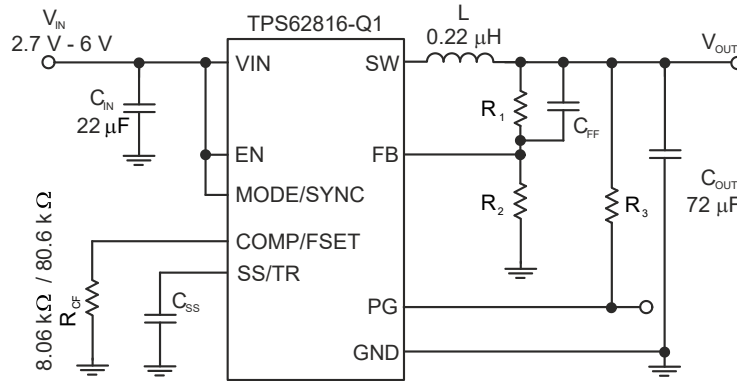 TPS62816-Q1
V_IN
2.7 V - 6 V
L
0.22 μH
V_OUT
VIN
SW
C_IN
22 μF
R_1
C_FF
EN
FB
MODE/SYNC
R_2
R_3
C_OUT
72 μF
COMP/FSET
SS/TR
8.06 kΩ / 80.6 kΩ
R_CF
C_SS
PG
GND